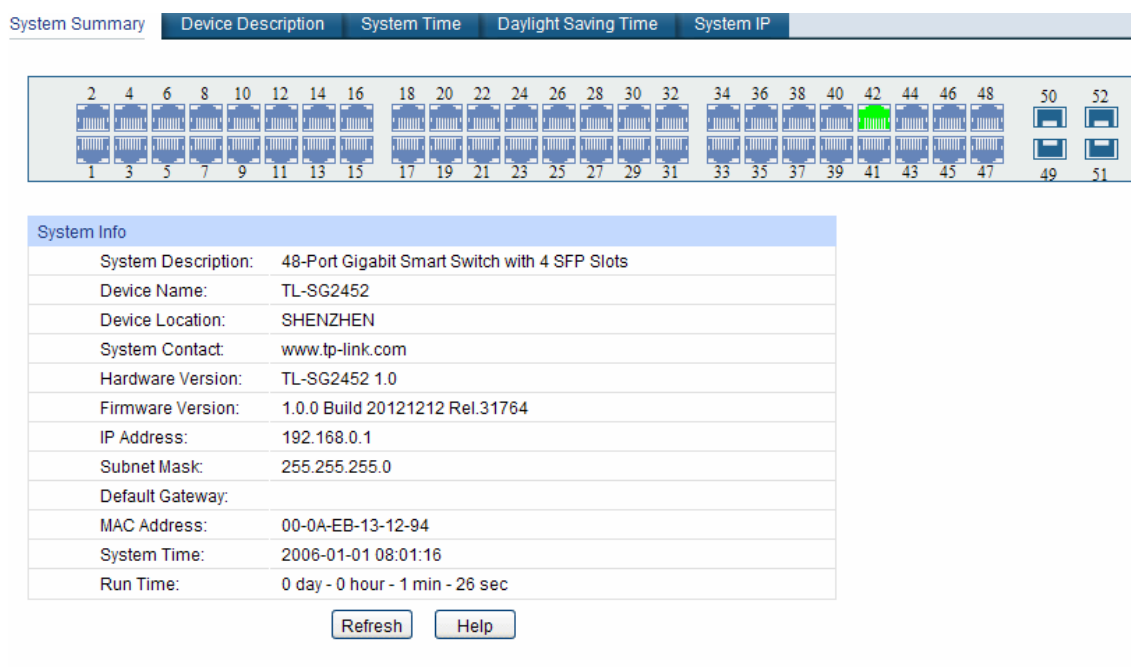 System Summary Device Description System Time Daylight Saving Time System IP
2 4 6 8 10 12 14 16 18 20 22 24 26 28 30 32 34 36 38 40 42 44 46 48 50 52
1 3 5 7 9 11 13 15 17 19 21 23 25 27 29 31 33 35 37 39 41 43 45 47 49 51
System Info
System Description: 48-Port Gigabit Smart Switch with 4 SFP Slots
Device Name: TL-SG2452
Device Location: SHENZHEN
System Contact: www.tp-link.com
Hardware Version: TL-SG2452 1.0
Firmware Version: 1.0.0 Build 20121212 Rel.31764
IP Address: 192.168.0.1
Subnet Mask: 255.255.255.0
Default Gateway:
MAC Address: 00-0A-EB-13-12-94
System Time: 2006-01-01 08:01:16
Run Time: 0 day - 0 hour - 1 min - 26 sec
Refresh Help